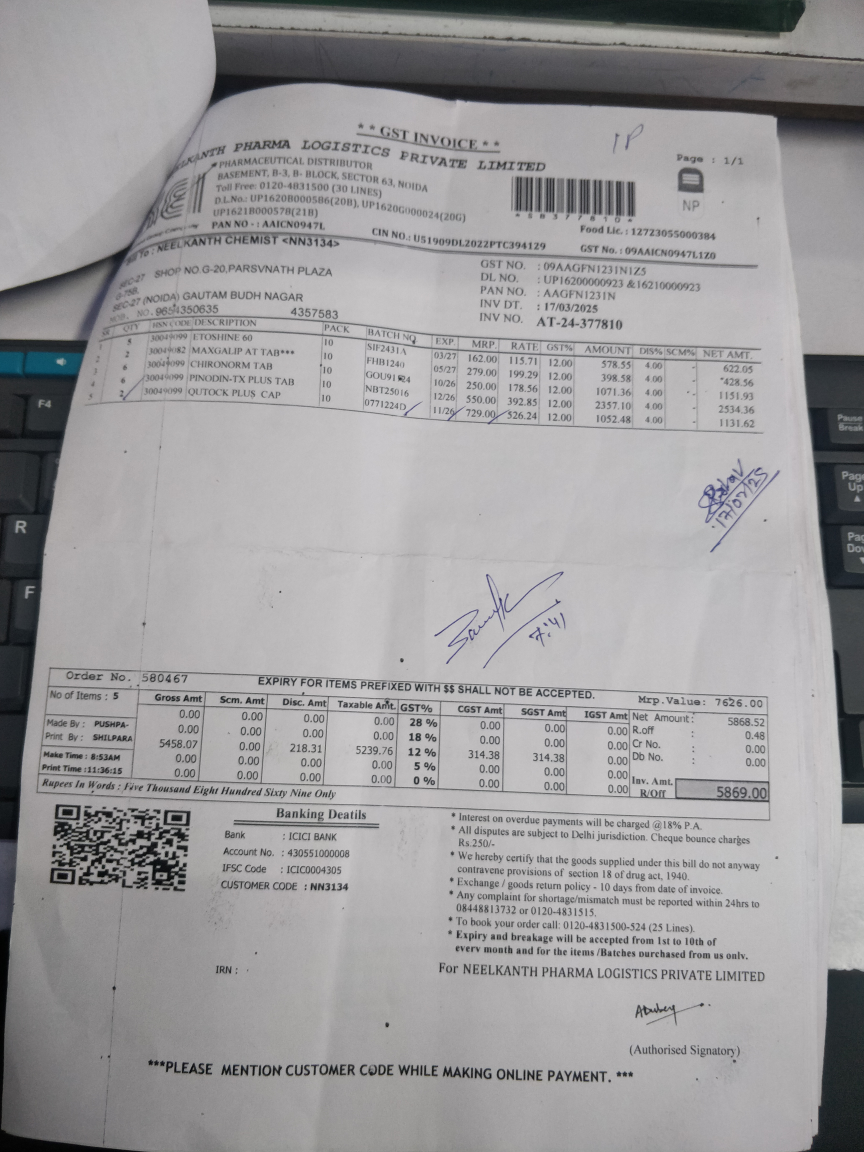 * * GST INVOICE * *
Page : 1/1
NEELKANTH PHARMA LOGISTICS PRIVATE LIMITED
PHARMACEUTICAL DISTRIBUTOR
BASEMENT, B-3, B- BLOCK, SECTOR 63, NOIDA
Toll Free: 0120-4831500 (30 LINES)
D.L.No.: UP1620B000586(20B), UP1620G000024(20G)
UP1621B000578(21B)
PAN NO - : AAICN0947L
*58377810*
NP
CIN NO.: U51909DL2022PTC394129
Food Lic. : 12723055000384
GST No. : 09AAICN0947L1Z0
Bill To : NEELKANTH CHEMIST <NN3134>
SHOP NO.G-20,PARSVNATH PLAZA
SEC-27
SEC-27 (NOIDA) GAUTAM BUDH NAGAR
MOB. NO. 9654350635 4357583
GST NO. : 09AAGFN1231N1Z5
DL NO. : UP16200000923 &16210000923
PAN NO. : AAGFN1231N
INV DT. : 17/03/2025
INV NO. AT-24-377810
QTY HSN CODE DESCRIPTION PACK BATCH NO EXP. MRP. RATE GST% AMOUNT DIS% SCM% NET AMT.
1 5 30049099 ETOSHINE 60 10 SIF2431A 03/27 162.00 115.71 12.00 578.55 4.00 - 622.05
2 2 30049082 MAXGALIP AT TAB*** 10 FHB1240 05/27 279.00 199.29 12.00 398.58 4.00 - 428.56
3 6 30049099 CHIRONORM TAB 10 10/26 250.00 178.56 12.00 1071.36 4.00 - 1151.93
4 6 30049099 PINODIN-TX PLUS TAB 10 NBT25016 12/26 550.00 392.85 12.00 2357.10 4.00 - 2534.36
5 2 30049099 QUTOCK PLUS CAP 10 0771224D 11/26 729.00 526.24 12.00 1052.48 4.00 - 1131.62
17/02/25
7:41
Order No. 580467 EXPIRY FOR ITEMS PREFIXED WITH $$ SHALL NOT BE ACCEPTED. Mrp.Value: 7626.00
No of Items : 5
Made By : PUSHPA-
Print By : SHILPARA
Make Time : 8:53AM
Print Time :11:36:15
Gross Amt Scm. Amt Disc. Amt Taxable Amt. GST% CGST Amt SGST Amt IGST Amt
0.00 0.00 0.00 0.00 28 % 0.00 0.00 0.00
0.00 0.00 0.00 0.00 18 % 0.00 0.00 0.00
5458.07 0.00 218.31 5239.76 12 % 314.38 314.38 0.00
0.00 0.00 0.00 0.00 5 % 0.00 0.00 0.00
0.00 0.00 0.00 0.00 0 % 0.00 0.00 0.00
Net Amount: 5868.52
R.off : 0.48
Cr No. : 0.00
Db No. : 0.00
Inv. Amt. R/Off 5869.00
Rupees In Words : Five Thousand Eight Hundred Sixty Nine Only
Banking Deatils
Bank : ICICI BANK
Account No. : 430551000008
IFSC Code : ICIC0004305
CUSTOMER CODE : NN3134
* Interest on overdue payments will be charged @18% P.A.
* All disputes are subject to Delhi jurisdiction. Cheque bounce charges
Rs.250/-
* We hereby certify that the goods supplied under this bill do not anyway
contravene provisions of section 18 of drug act, 1940.
* Exchange / goods return policy - 10 days from date of invoice.
* Any complaint for shortage/mismatch must be reported within 24hrs to
08448813732 or 0120-4831515.
* To book your order call: 0120-4831500-524 (25 Lines).
* Expiry and breakage will be accepted from 1st to 10th of
every month and for the items /Batches purchased from us only.
IRN :
For NEELKANTH PHARMA LOGISTICS PRIVATE LIMITED
(Authorised Signatory)
***PLEASE MENTION CUSTOMER CODE WHILE MAKING ONLINE PAYMENT. ***
F4
R
F
Pause
Break
Page
Up